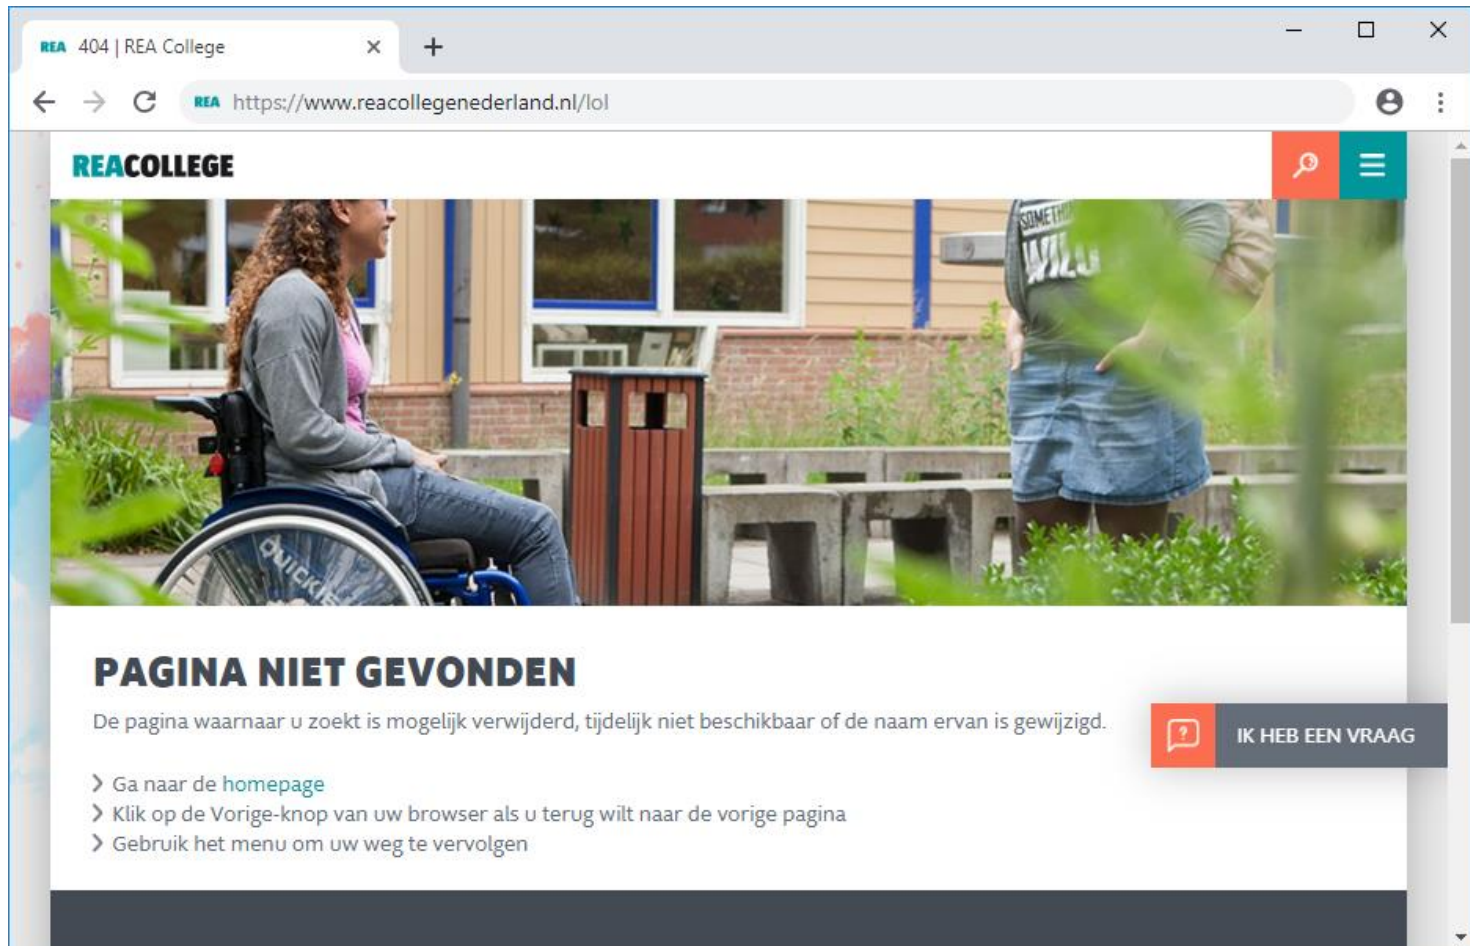 REA 404 | REA College
REA https://www.reacollegenederland.nl/lol
REACOLLEGE
SOMETHING
WILD
QUICKIE
PAGINA NIET GEVONDEN
De pagina waarnaar u zoekt is mogelijk verwijderd, tijdelijk niet beschikbaar of de naam ervan is gewijzigd.
? IK HEB EEN VRAAG
Ga naar de homepage
Klik op de Vorige-knop van uw browser als u terug wilt naar de vorige pagina
Gebruik het menu om uw weg te vervolgen